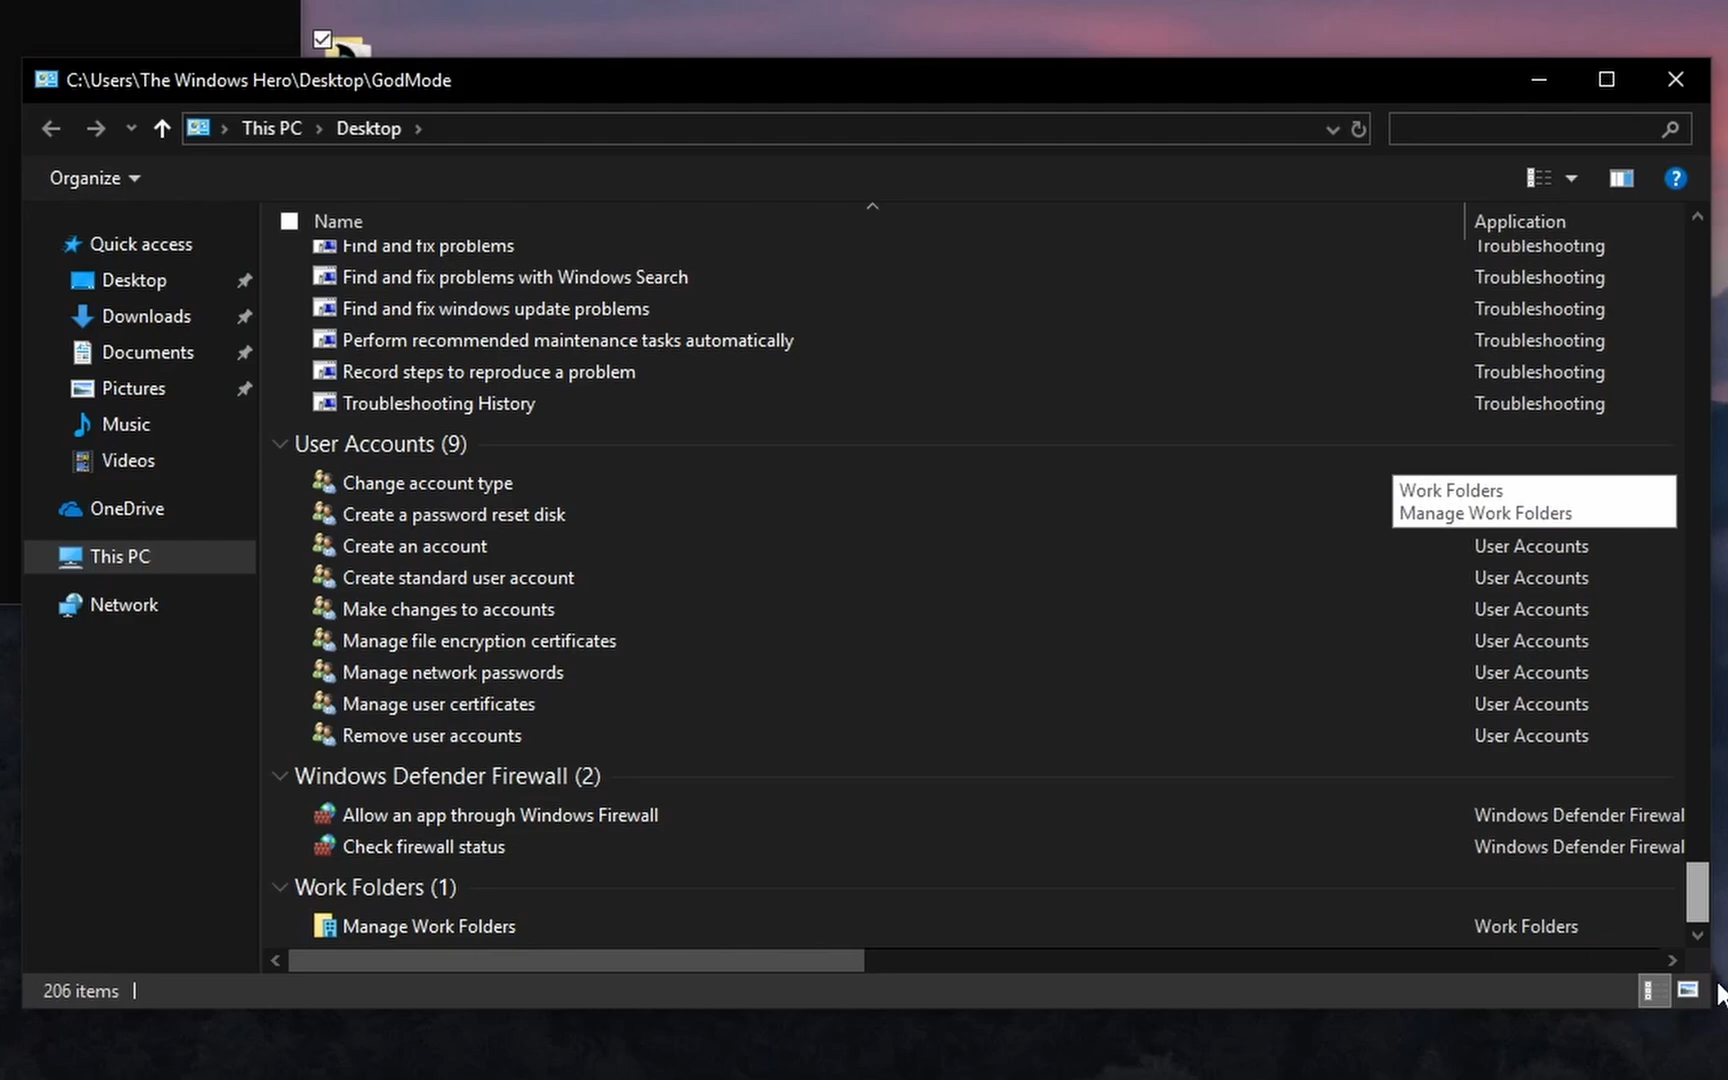 C:\Users\The Windows Hero\Desktop\GodMode
This PC Desktop
Organize
Name Application
Quick access
Desktop
Downloads
Documents
Pictures
Music
Videos
OneDrive
This PC
Network
Find and fix problems Troubleshooting
Find and fix problems with Windows Search Troubleshooting
Find and fix windows update problems Troubleshooting
Perform recommended maintenance tasks automatically Troubleshooting
Record steps to reproduce a problem Troubleshooting
Troubleshooting History Troubleshooting
User Accounts (9)
Change account type
Work Folders
Manage Work Folders
Create a password reset disk
Create an account User Accounts
Create standard user account User Accounts
Make changes to accounts User Accounts
Manage file encryption certificates User Accounts
Manage network passwords User Accounts
Manage user certificates User Accounts
Remove user accounts User Accounts
Windows Defender Firewall (2)
Allow an app through Windows Firewall Windows Defender Firewal
Check firewall status Windows Defender Firewal
Work Folders (1)
Manage Work Folders Work Folders
206 items